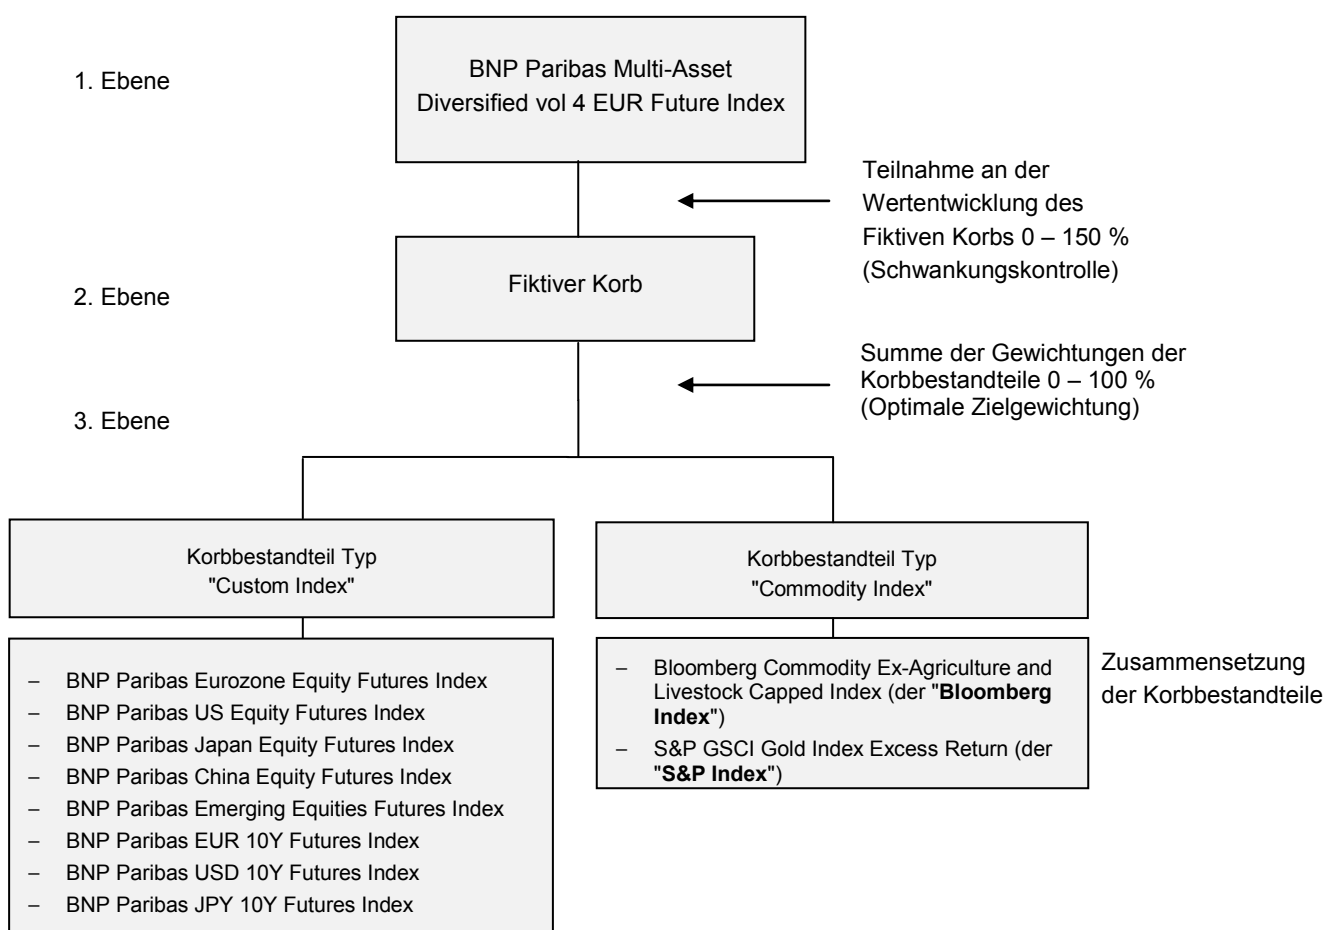 1. Ebene
BNP Paribas Multi-Asset
Diversified vol 4 EUR Future Index
Teilnahme an der
Wertentwicklung des
Fiktiven Korbs 0 – 150 %
(Schwankungskontrolle)
2. Ebene
Fiktiver Korb
Summe der Gewichtungen der
Korbbestandteile 0 – 100 %
(Optimale Zielgewichtung)
3. Ebene
Korbbestandteil Typ
"Custom Index"
Korbbestandteil Typ
"Commodity Index"
– BNP Paribas Eurozone Equity Futures Index
– BNP Paribas US Equity Futures Index
– BNP Paribas Japan Equity Futures Index
– BNP Paribas China Equity Futures Index
– BNP Paribas Emerging Equities Futures Index
– BNP Paribas EUR 10Y Futures Index
– BNP Paribas USD 10Y Futures Index
– BNP Paribas JPY 10Y Futures Index
– Bloomberg Commodity Ex-Agriculture and
Livestock Capped Index (der "Bloomberg
Index")
– S&P GSCI Gold Index Excess Return (der
"S&P Index")
Zusammensetzung
der Korbbestandteile